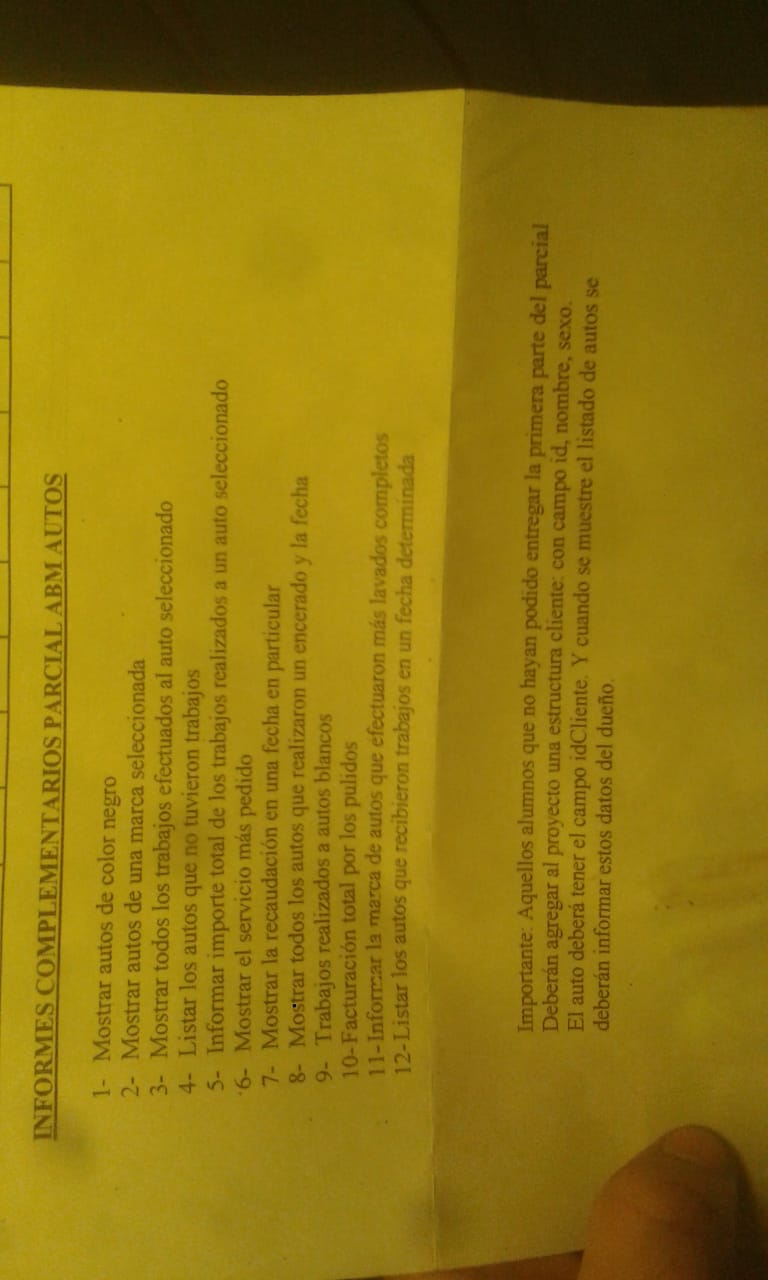 INFORMES COMPLEMENTARIOS PARCIAL ABM AUTOS
1- Mostrar autos de color negro
2- Mostrar autos de una marca seleccionada
3- Mostrar todos los trabajos efectuados al auto seleccionado
4- Listar los autos que no tuvieron trabajos
5- Informar importe total de los trabajos realizados a un auto seleccionado
6- Mostrar el servicio más pedido
7- Mostrar la recaudación en una fecha en particular
8- Mostrar todos los autos que realizaron un encerado y la fecha
9- Trabajos realizados a autos blancos
10-Facturación total por los pulidos
11-Informar la marca de autos que efectuaron más lavados completos
12-Listar los autos que recibieron trabajos en un fecha determinada
Importante: Aquellos alumnos que no hayan podido entregar la primera parte del parcial
Deberán agregar al proyecto una estructura cliente: con campo id, nombre, sexo.
El auto deberá tener el campo idCliente. Y cuando se muestre el listado de autos se
deberán informar estos datos del dueño.